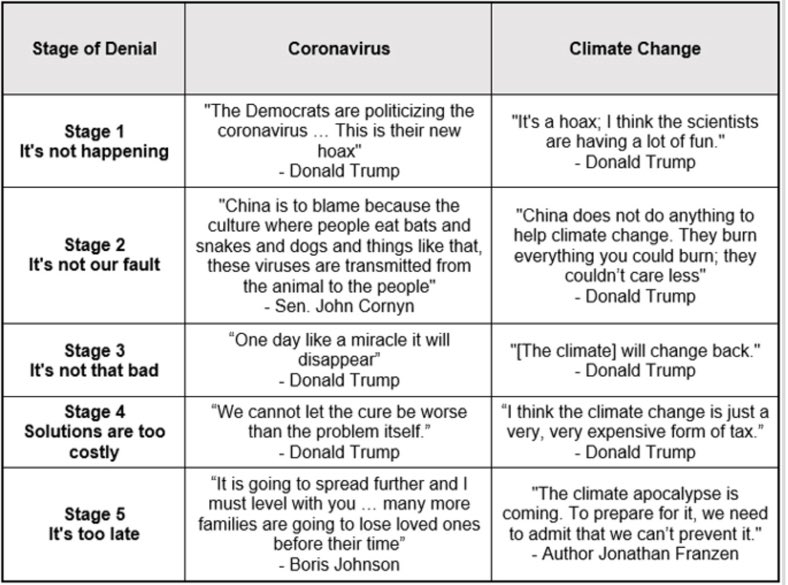 Stage of Denial
Coronavirus
Climate Change
Stage 1
It's not happening
"The Democrats are politicizing the
coronavirus … This is their new
hoax"
- Donald Trump
"It's a hoax; I think the scientists
are having a lot of fun."
- Donald Trump
Stage 2
It's not our fault
"China is to blame because the
culture where people eat bats and
snakes and dogs and things like that,
these viruses are transmitted from
the animal to the people"
- Sen. John Cornyn
"China does not do anything to
help climate change. They burn
everything you could burn; they
couldn’t care less"
- Donald Trump
Stage 3
It's not that bad
“One day like a miracle it will
disappear”
- Donald Trump
"[The climate] will change back."
- Donald Trump
Stage 4
Solutions are too
costly
“We cannot let the cure be worse
than the problem itself.”
- Donald Trump
“I think the climate change is just a
very, very expensive form of tax.”
- Donald Trump
Stage 5
It's too late
“It is going to spread further and I
must level with you … many more
families are going to lose loved ones
before their time”
- Boris Johnson
"The climate apocalypse is
coming. To prepare for it, we need
to admit that we can’t prevent it."
- Author Jonathan Franzen